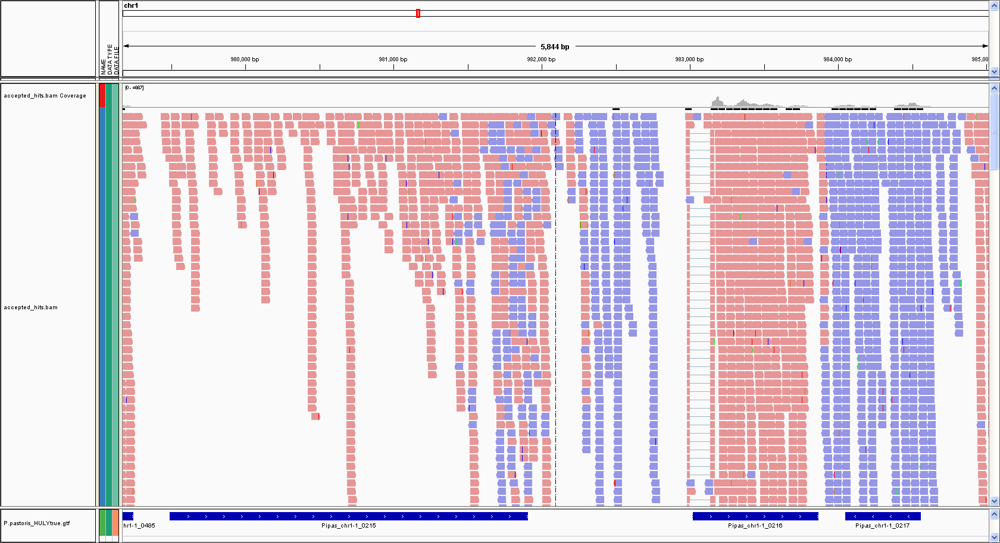 chr1
5,844 bp
980,000 bp 981,000 bp 982,000 bp 983,000 bp 984,000 bp 985,00
NAME
DATA TYPE
DATA FILE
accepted_hits.bam Coverage
[0 - 4667]
accepted_hits.bam
P.pastoris_HULYtrue.gtf
hr1-1_0485 Pipas_chr1-1_0215 Pipas_chr1-1_0216 Pipas_chr1-1_0217